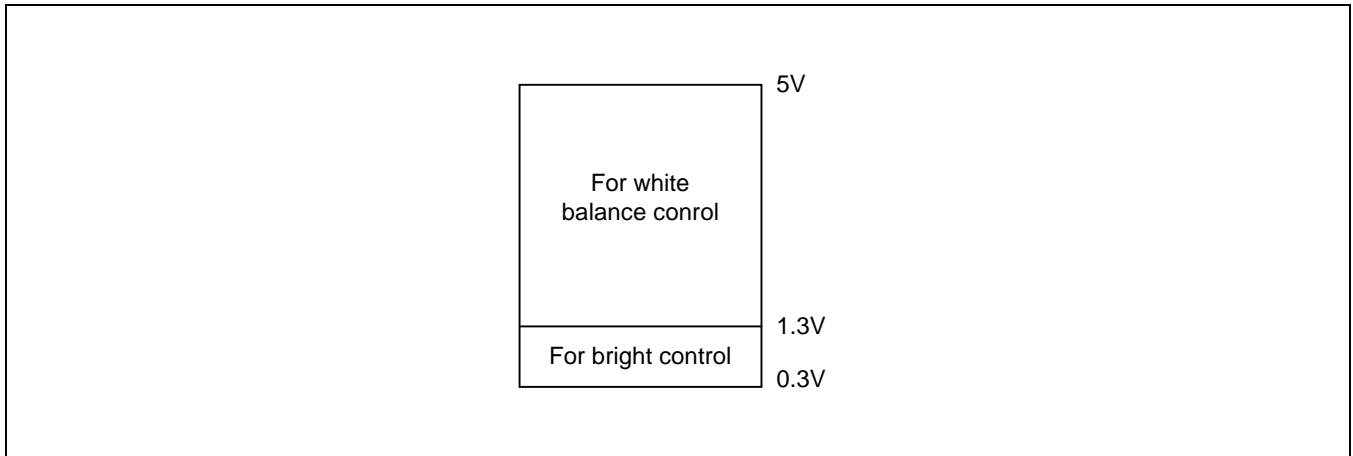 5V
For white
balance conrol
1.3V
For bright control
0.3V